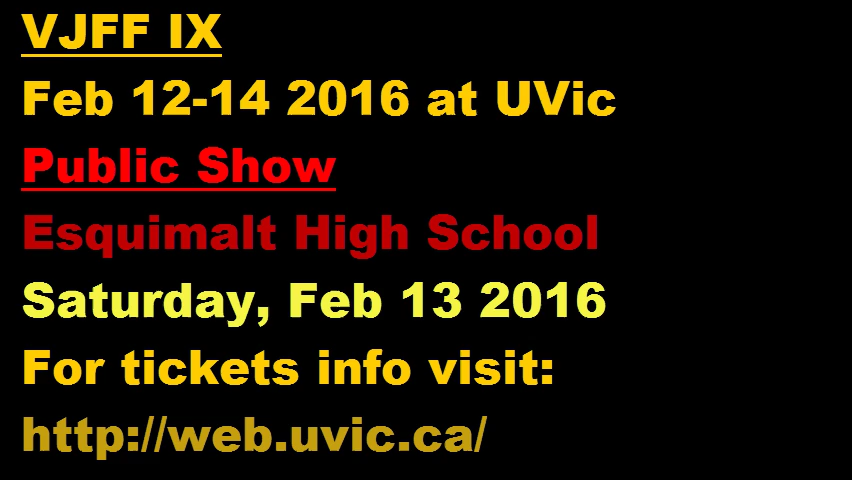 VJFF IX
Feb 12-14 2016 at UVic
Public Show
Esquimalt High School
Saturday, Feb 13 2016
For tickets info visit:
http://web.uvic.ca/